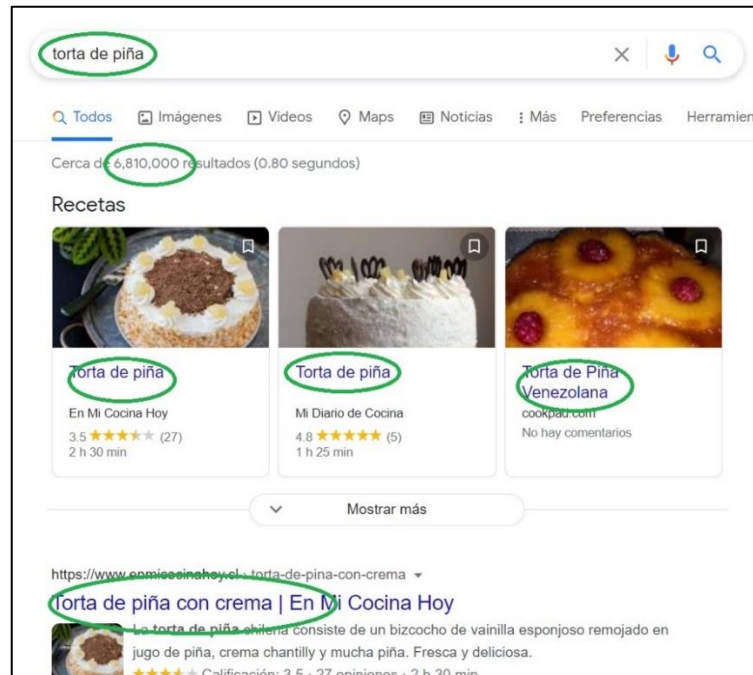 torta de piña
Todos Imágenes Videos Maps Noticias Más Preferencias Herramien
Cerca de 6,810,000 resultados (0.80 segundos)
Recetas
Torta de piña
En Mi Cocina Hoy
3.5 (27)
2 h 30 min
Torta de piña
Mi Diario de Cocina
4.8 (5)
1 h 25 min
Torta de Piña
Venezolana
cookpad.com
No hay comentarios
Mostrar más
https://www.enmicocinahoy.cl › torta-de-pina-con-crema
Torta de piña con crema | En Mi Cocina Hoy
La torta de piña chilena consiste de un bizcocho de vainilla esponjoso remojado en
jugo de piña, crema chantilly y mucha piña. Fresca y deliciosa.
Calificación: 3,5 · 27 opiniones · 2 h 30 min